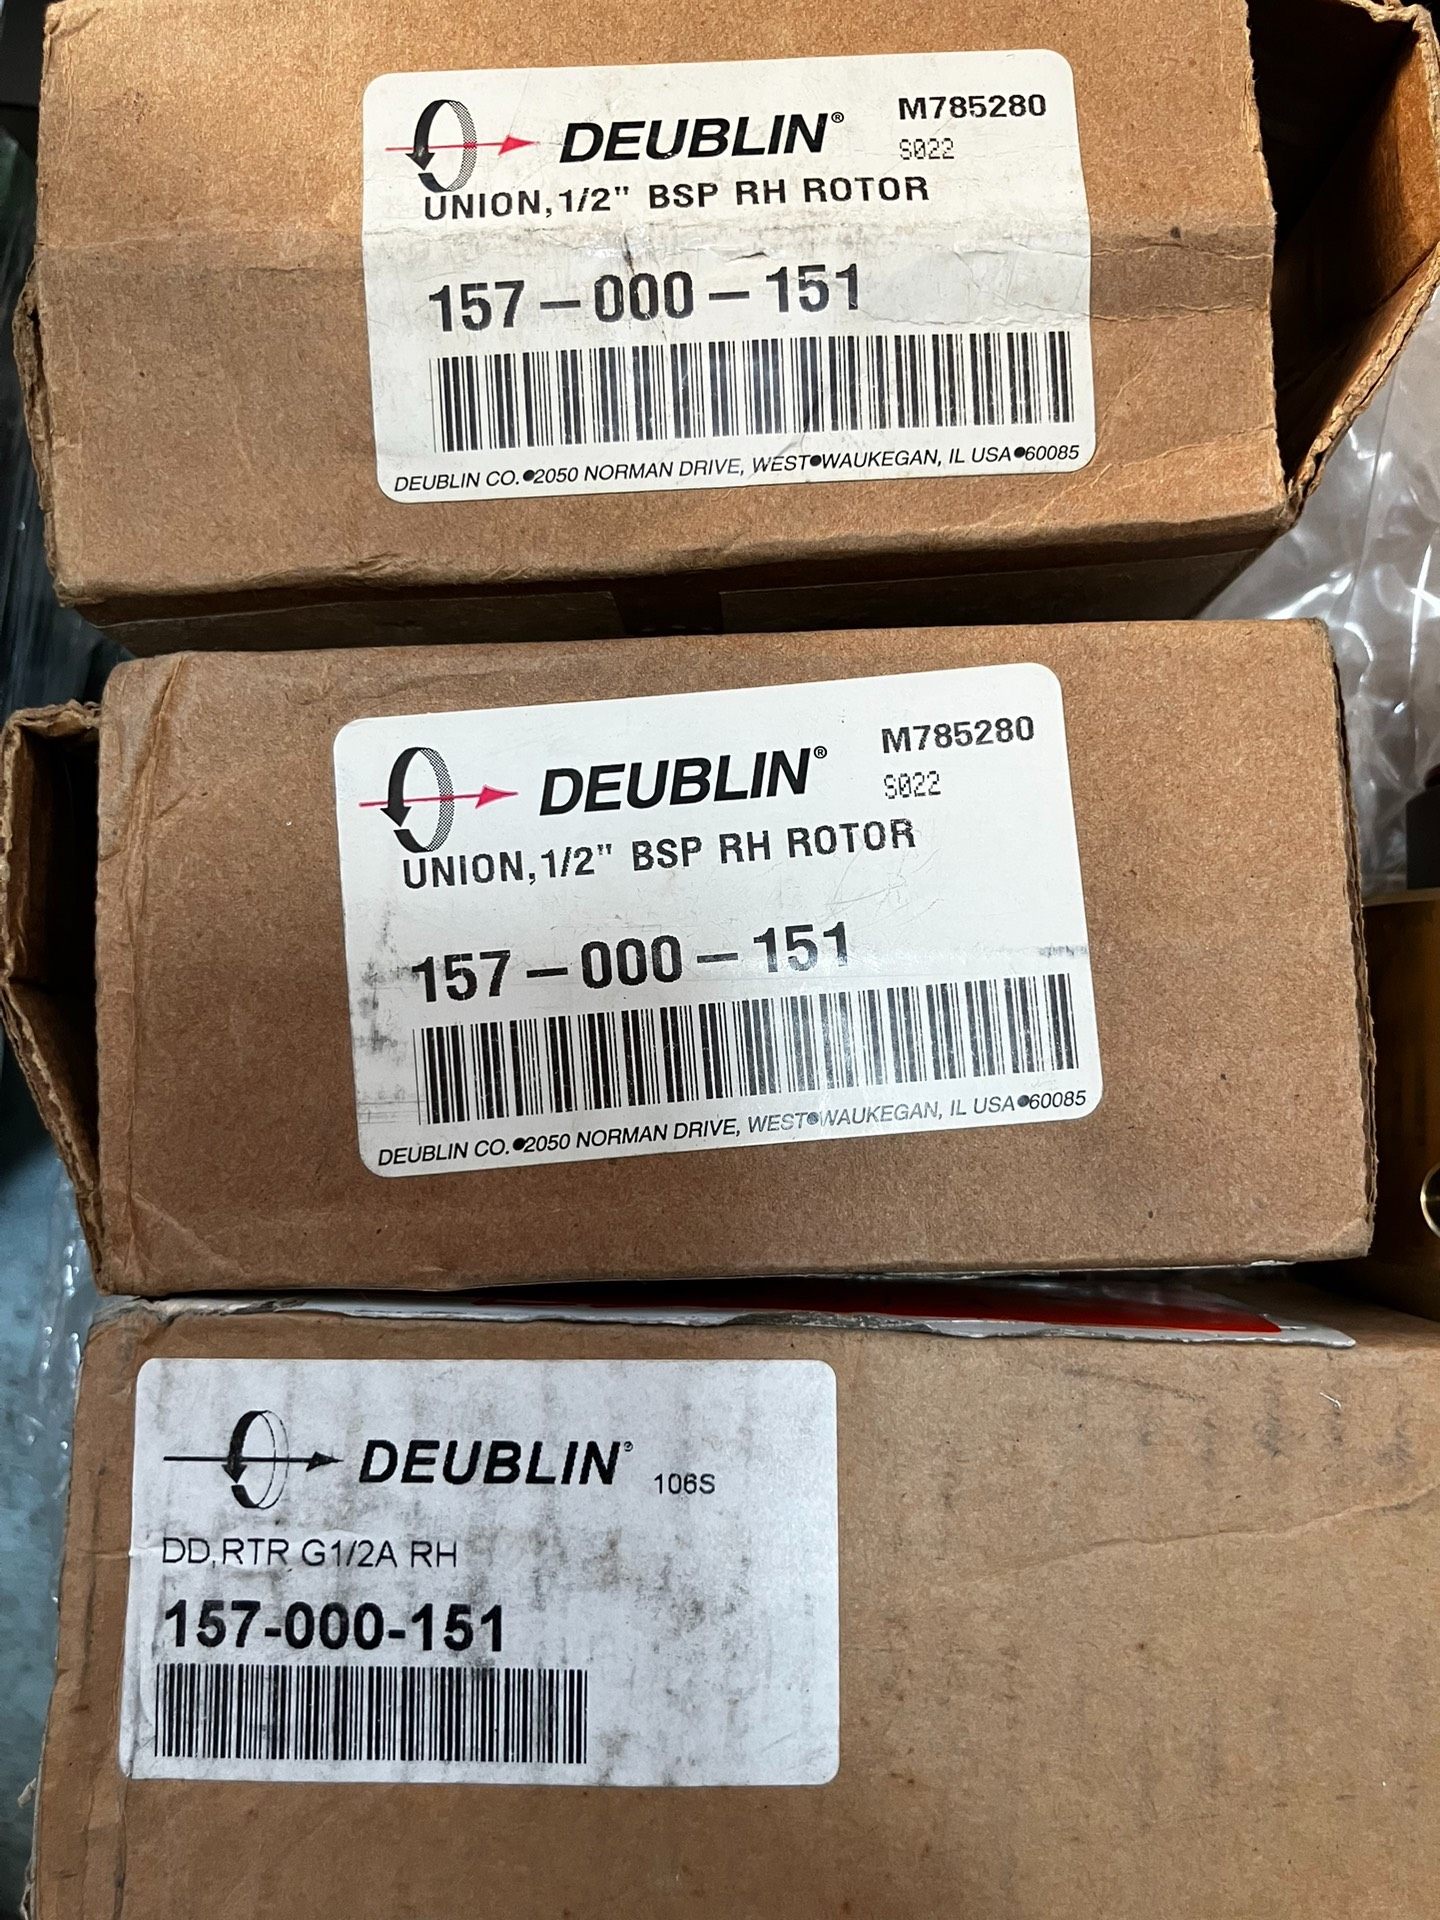 DEUBLIN® M785280
S022
UNION,1/2" BSP RH ROTOR
157-000-151
DEUBLIN CO.●2050 NORMAN DRIVE, WEST●WAUKEGAN, IL USA●60085
DEUBLIN® M785280
S022
UNION,1/2" BSP RH ROTOR
157-000-151
DEUBLIN CO.●2050 NORMAN DRIVE, WEST●WAUKEGAN, IL USA●60085
DEUBLIN® 106S
DD,RTR G1/2A RH
157-000-151